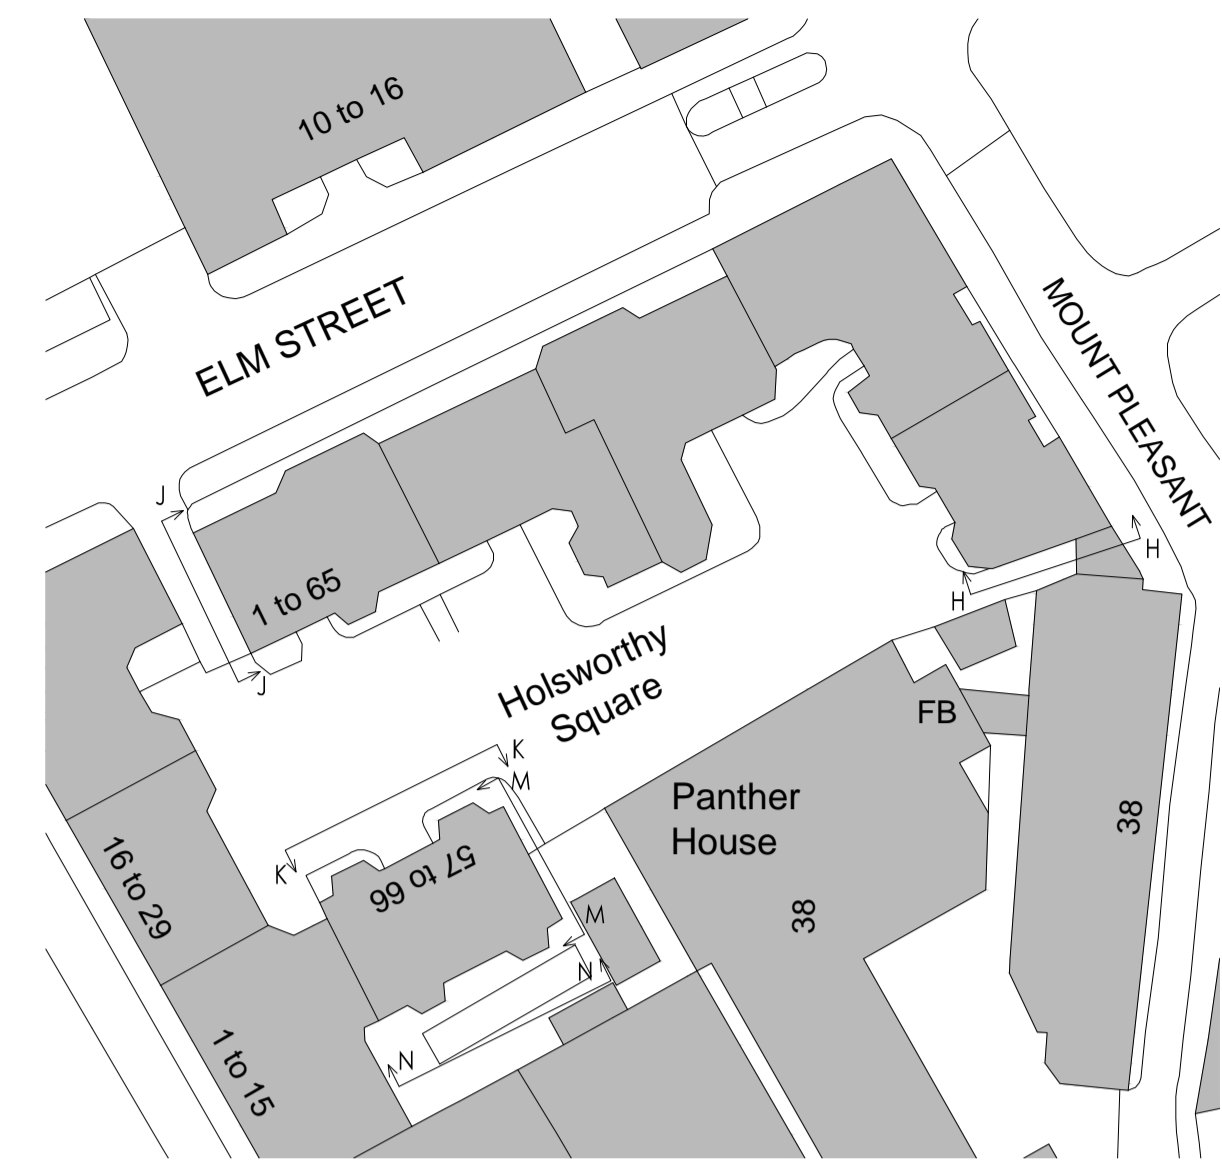 10 to 16
ELM STREET
MOUNT PLEASANT
J
H
1 to 65
H
J
Holsworthy
Square
FB
K
M
Panther
House
38
16 to 29
K
57 to 66
38
M
N
1 to 15
N